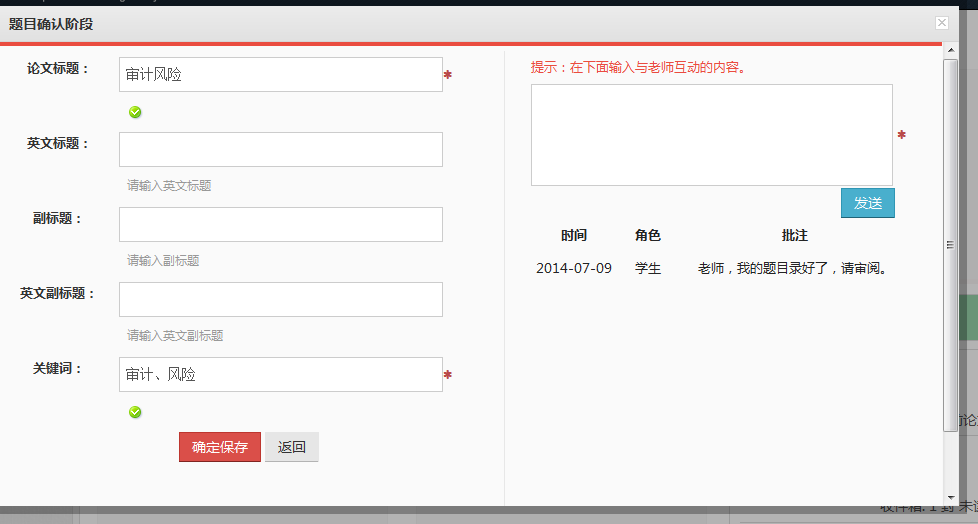 题目确认阶段
论文标题：
审计风险
*
英文标题：
请输入英文标题
副标题：
请输入副标题
英文副标题：
请输入英文副标题
关键词：
审计、风险
*
确定保存 返回
提示：在下面输入与老师互动的内容。
*
发送
时间 角色 批注
2014-07-09 学生 老师，我的题目录好了，请审阅。